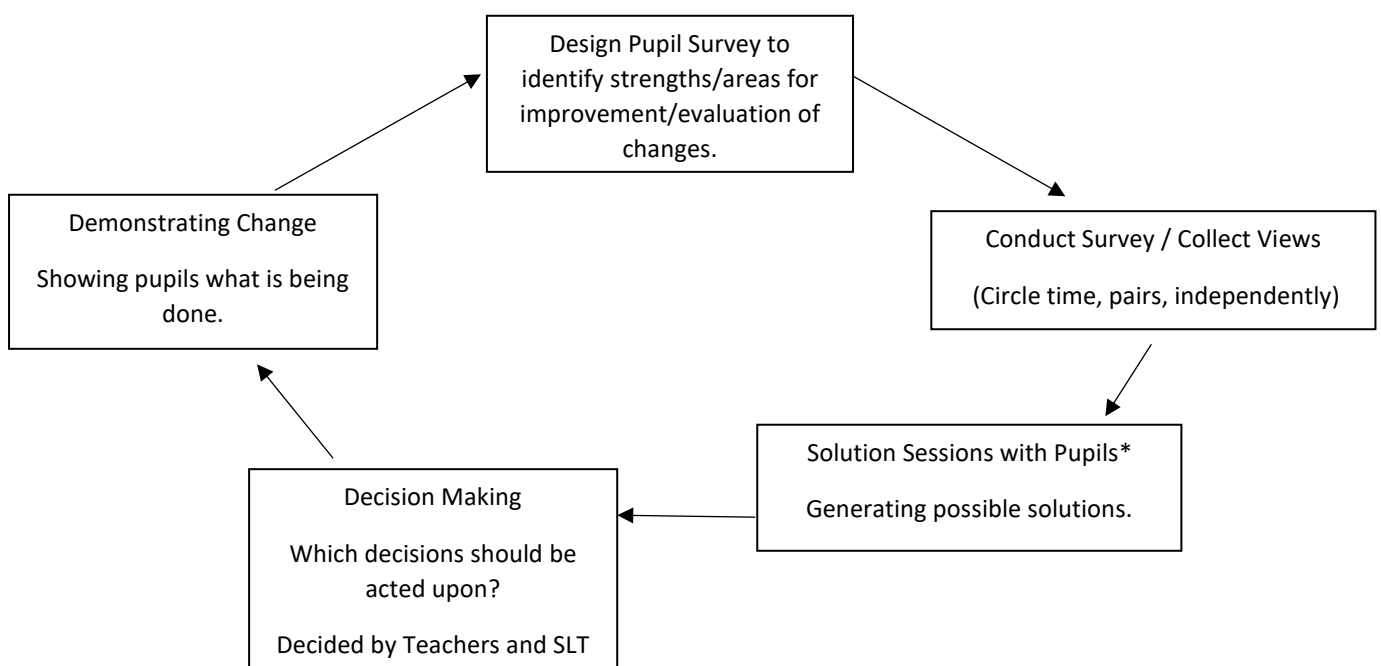 Design Pupil Survey to
identify strengths/areas for
improvement/evaluation of
changes.
Conduct Survey / Collect Views
(Circle time, pairs, independently)
Solution Sessions with Pupils*
Generating possible solutions.
Decision Making
Which decisions should be
acted upon?
Decided by Teachers and SLT
Demonstrating Change
Showing pupils what is being
done.